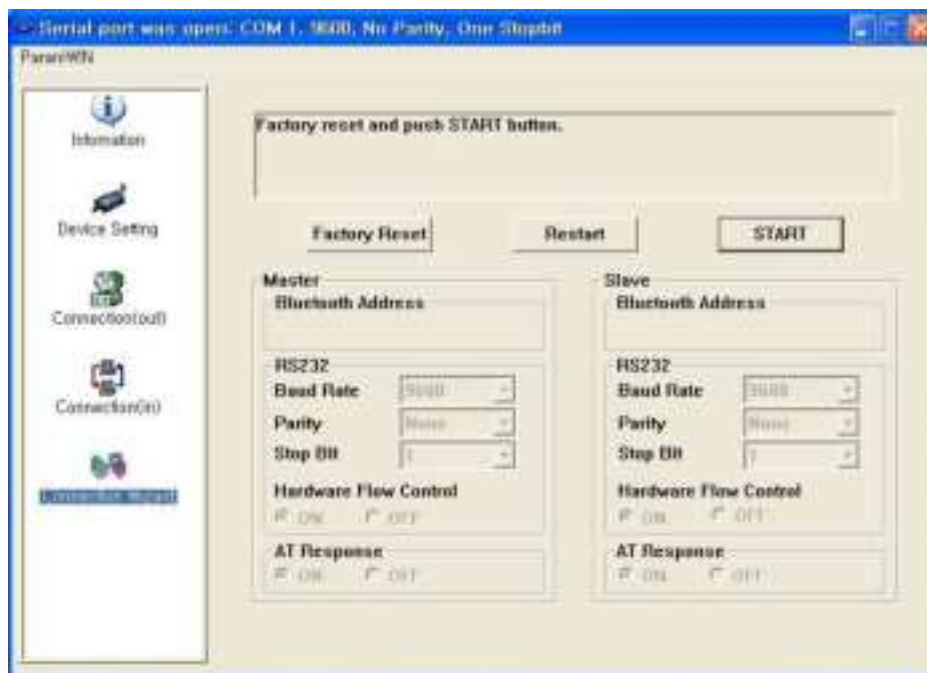 Serial port was open: COM 1, 9600, No Parity, One Stopbit
ParaniWIN
Information
Device Setting
Connection(out)
Connection(in)
Connection Wizard
Factory reset and push START button.
Factory Reset
Restart
START
Master
Bluetooth Address
RS232
Baud Rate 9600
Parity None
Stop Bit 1
Hardware Flow Control
ON OFF
AT Response
ON OFF
Slave
Bluetooth Address
RS232
Baud Rate 9600
Parity None
Stop Bit 1
Hardware Flow Control
ON OFF
AT Response
ON OFF